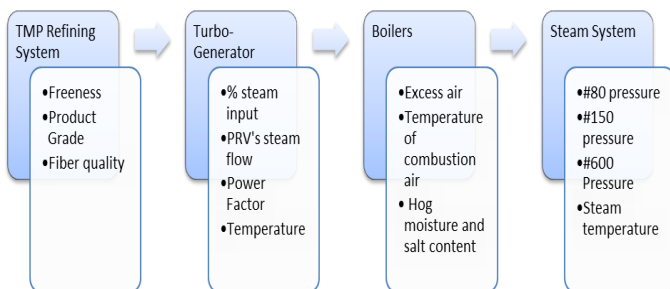 TMP Refining
System
•Freeness
•Product
Grade
•Fiber quality
Turbo-
Generator
•% steam
input
•PRV's steam
flow
•Power
Factor
•Temperature
Boilers
•Excess air
•Temperature
of
combustion
air
• Hog
moisture and
salt content
Steam System
•#80 pressure
•#150
pressure
•#600
Pressure
•Steam
temperature